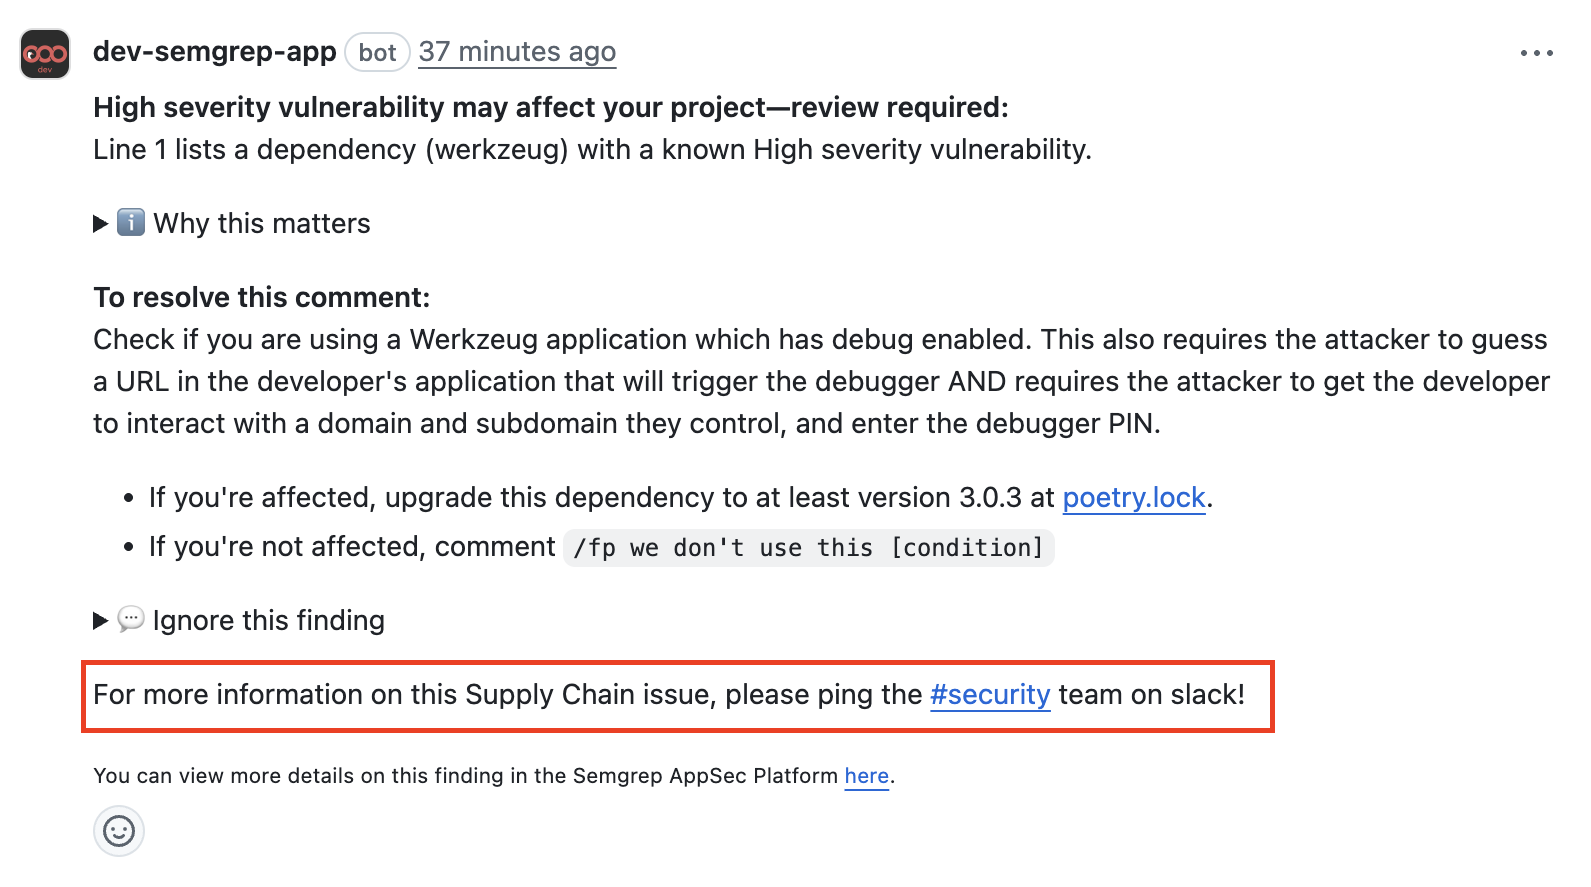 dev
dev-semgrep-app bot 37 minutes ago
High severity vulnerability may affect your project—review required:
Line 1 lists a dependency (werkzeug) with a known High severity vulnerability.
Why this matters
To resolve this comment:
Check if you are using a Werkzeug application which has debug enabled. This also requires the attacker to guess
a URL in the developer's application that will trigger the debugger AND requires the attacker to get the developer
to interact with a domain and subdomain they control, and enter the debugger PIN.
• If you're affected, upgrade this dependency to at least version 3.0.3 at poetry.lock.
• If you're not affected, comment /fp we don't use this [condition]
Ignore this finding
For more information on this Supply Chain issue, please ping the #security team on slack!
You can view more details on this finding in the Semgrep AppSec Platform here.